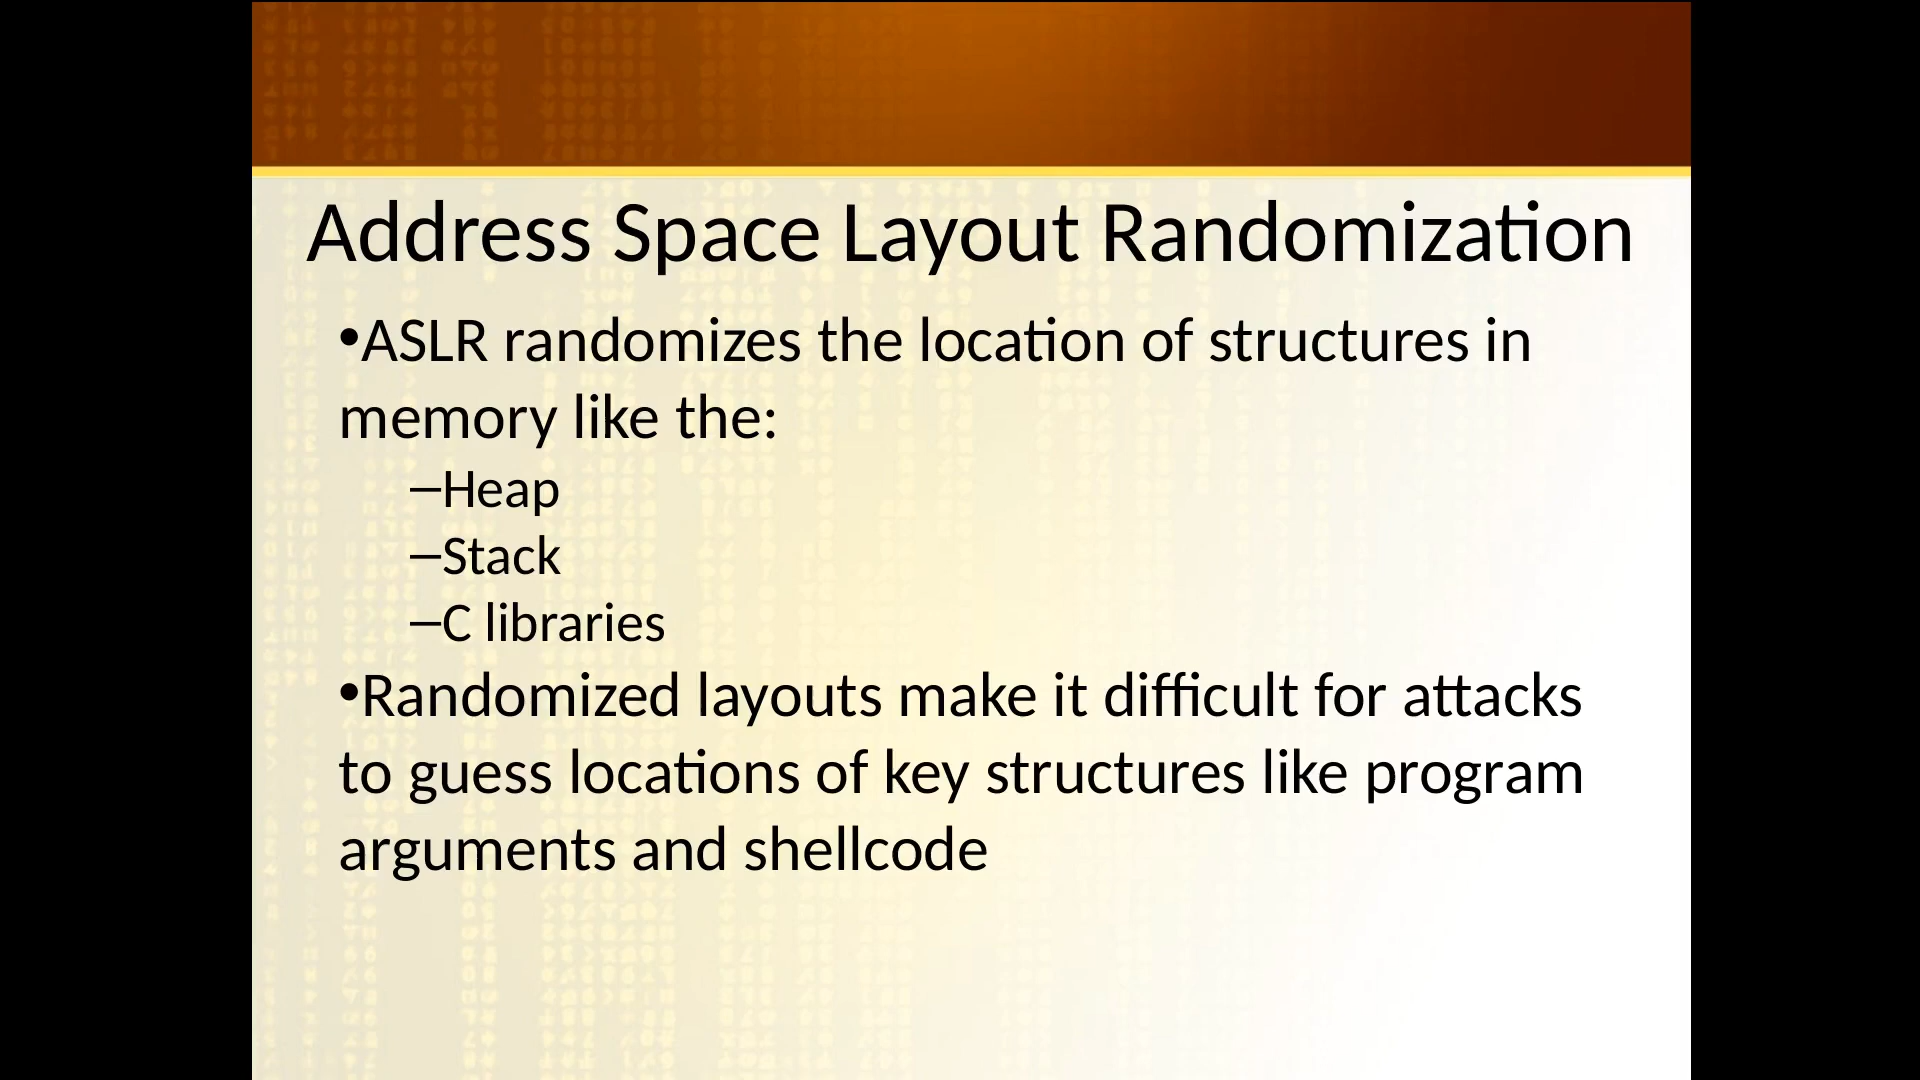 Address Space Layout Randomization
•ASLR randomizes the location of structures in
memory like the:
–Heap
–Stack
–C libraries
•Randomized layouts make it difficult for attacks
to guess locations of key structures like program
arguments and shellcode